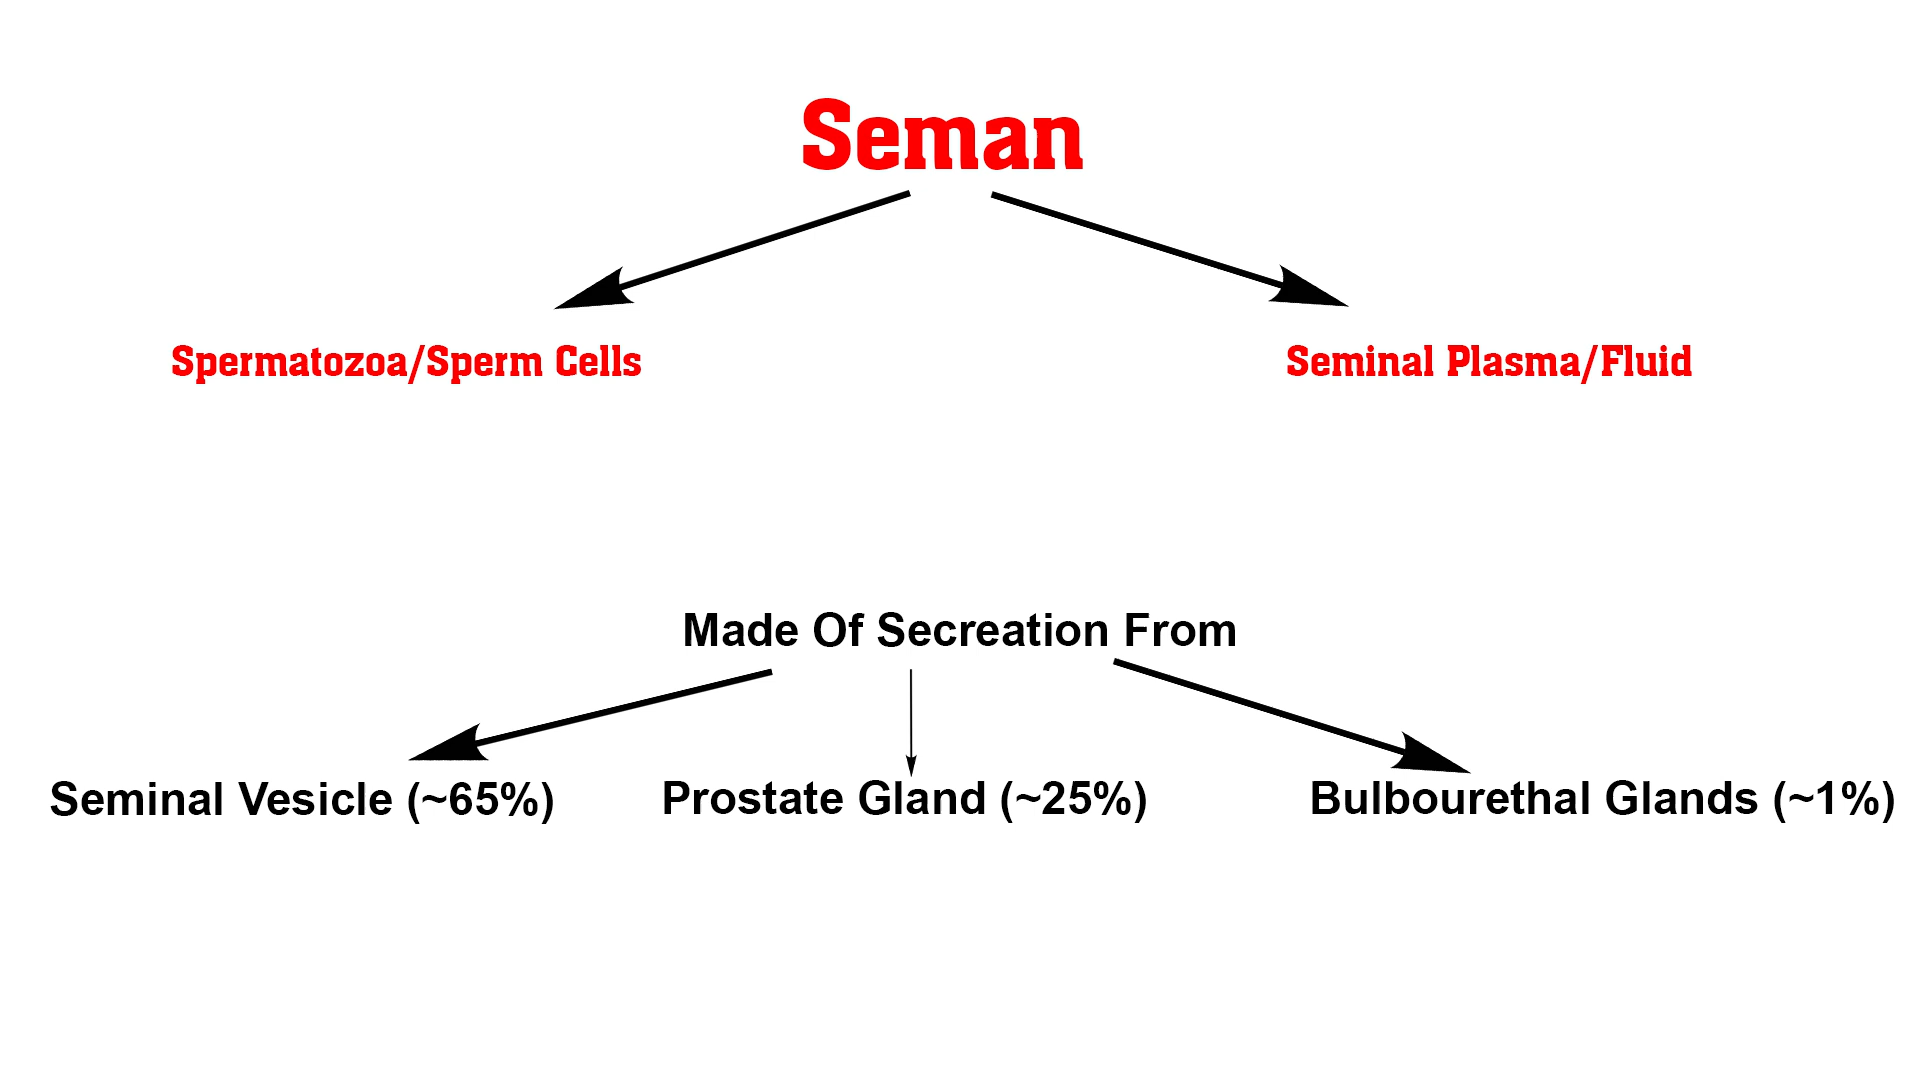 Seman
Spermatozoa/Sperm Cells
Seminal Plasma/Fluid
Made Of Secreation From
Seminal Vesicle (~65%)
Prostate Gland (~25%)
Bulbourethal Glands (~1%)